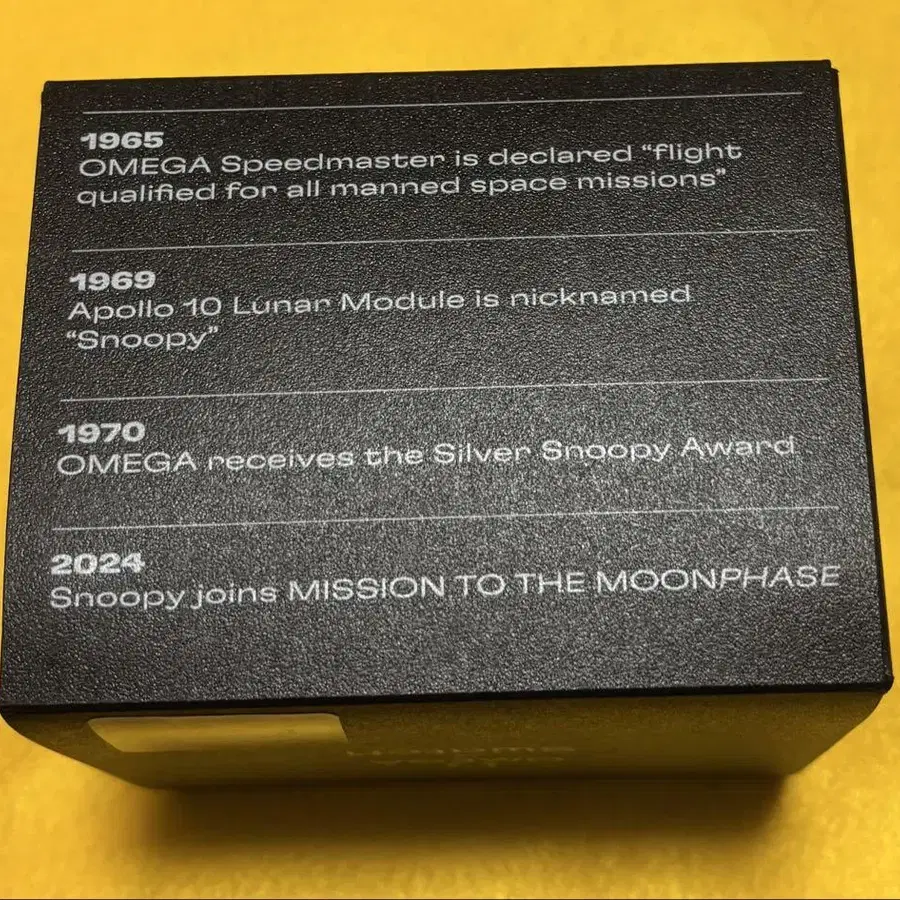 1965
OMEGA Speedmaster is declared “flight
qualified for all manned space missions”
1969
Apollo 10 Lunar Module is nicknamed
“Snoopy”
1970
OMEGA receives the Silver Snoopy Award
2024
Snoopy joins MISSION TO THE MOONPHASE